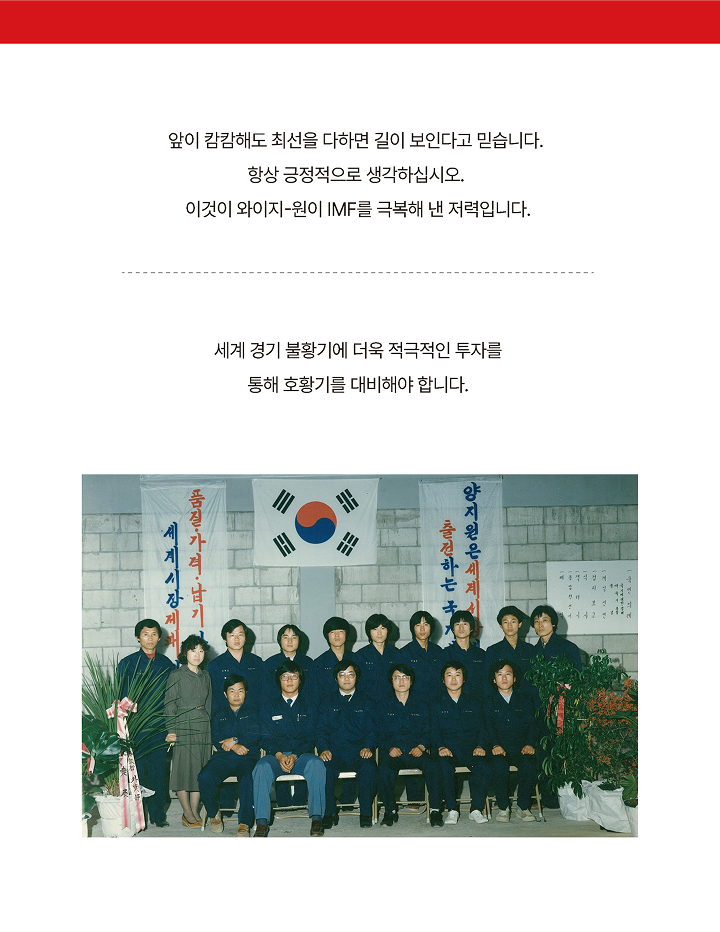 앞이 캄캄해도 최선을 다하면 길이 보인다고 믿습니다.
항상 긍정적으로 생각하십시오.
이것이 와이지-원이 IMF를 극복해 낸 저력입니다.
세계 경기 불황기에 더욱 적극적인 투자를
통해 호황기를 대비해야 합니다.
품질·가격·납기
세계시장제패
양지원은세계시
출전하는국